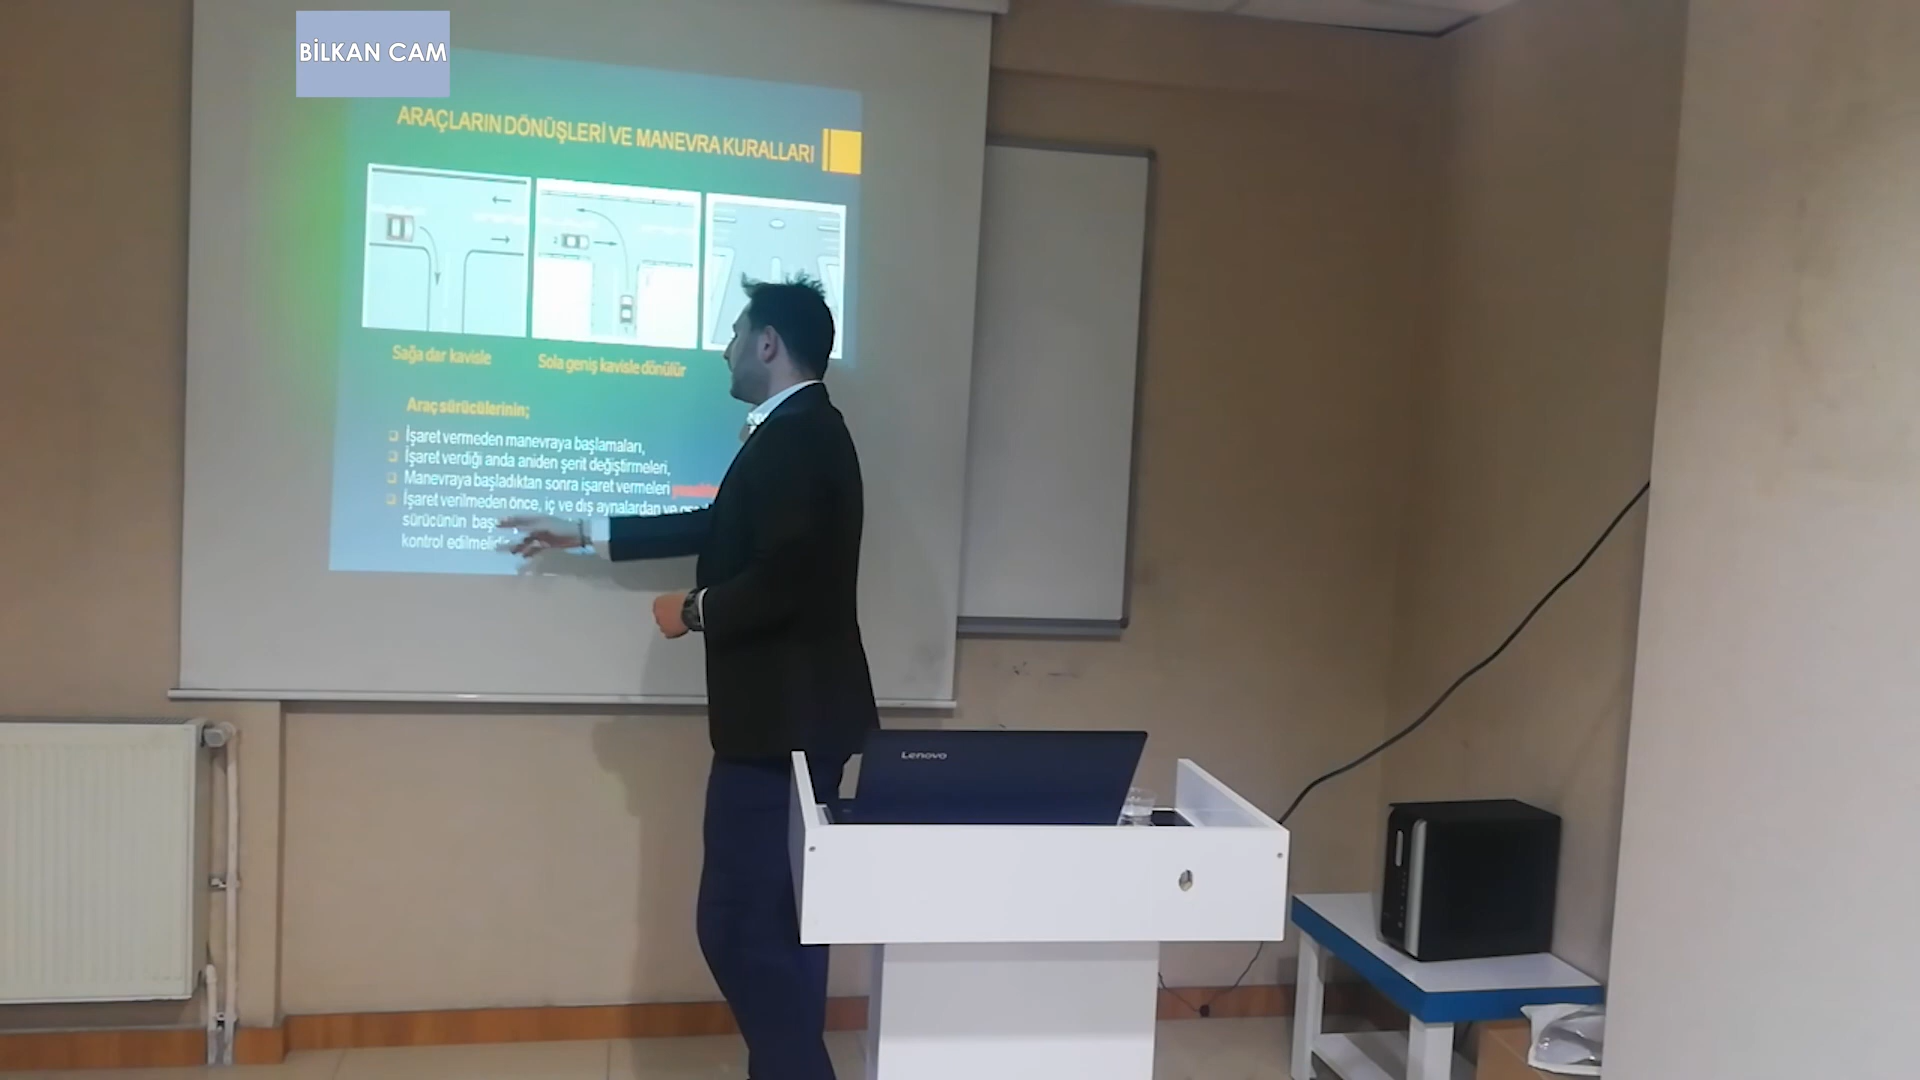 BİLKAN CAM
ARAÇLARIN DÖNÜŞLERİ VE MANEVRA KURALLARI
Sağa dar kavisle
Sola geniş kavisle dönülür
Araç sürücülerinin;
İşaret vermeden manevraya başlamaları,
İşaret verdiği anda aniden şerit değiştirmeleri,
Manevraya başladıktan sonra işaret vermeleri
İşaret verilmeden önce, iç ve dış aynalardan ve
sürücünün
kontrol edilmelidir
Lenovo